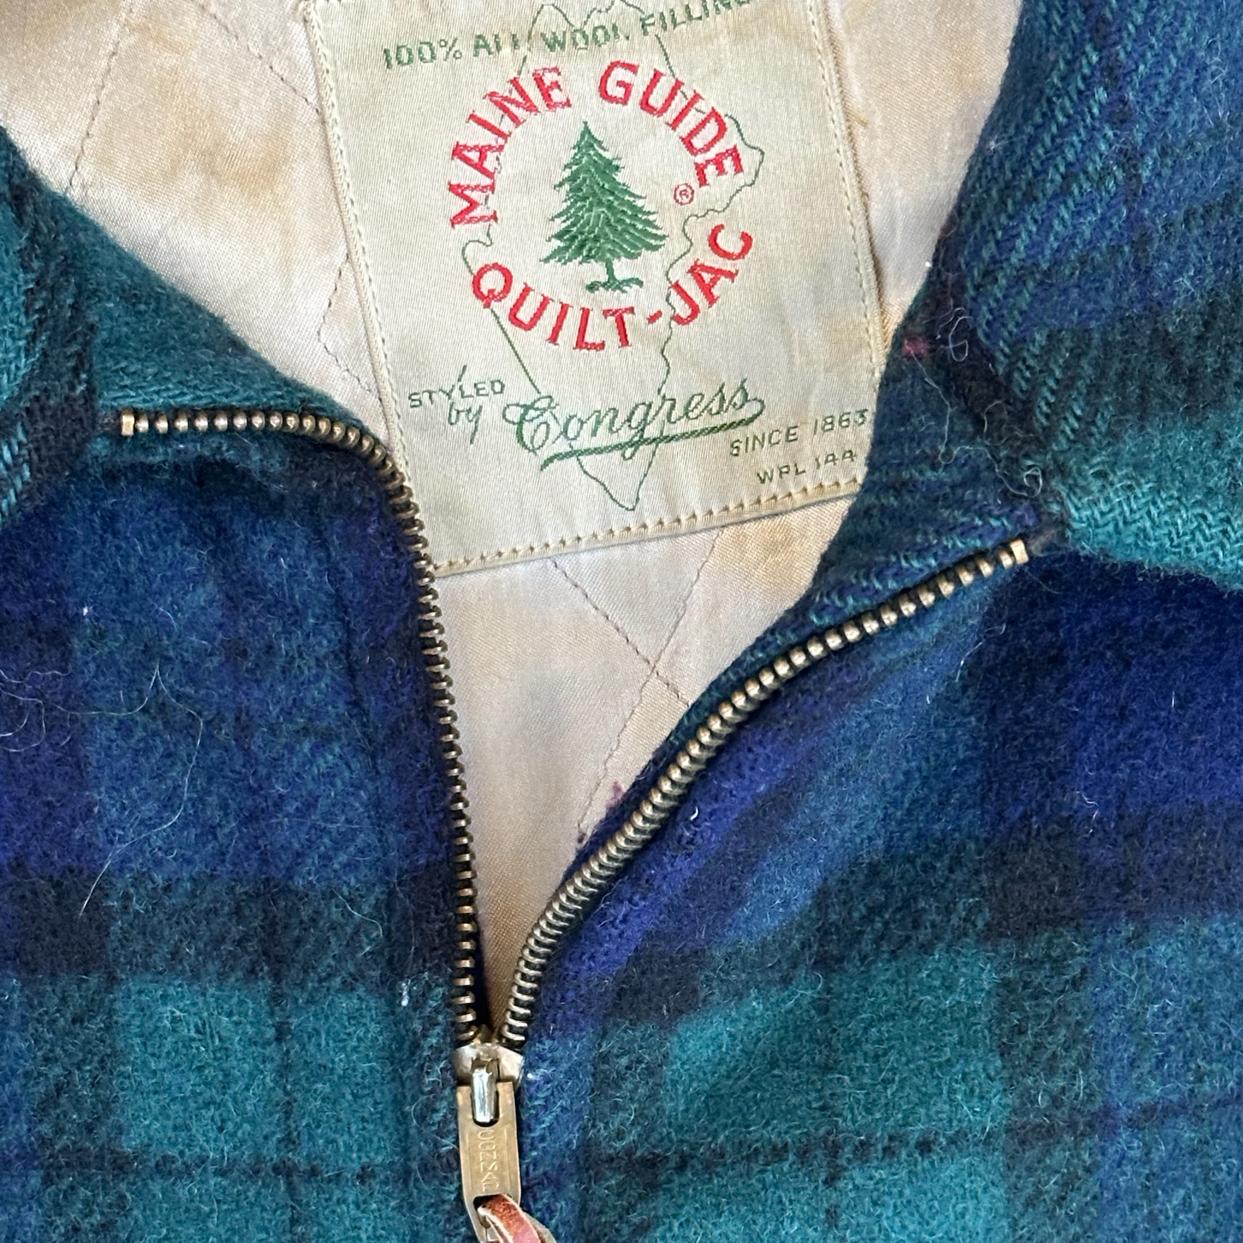 100% ALL WOOL FILLING
MAINE GUIDE
®
QUILT-JAC
STYLED
by Congress
SINCE 1863
WPL 144